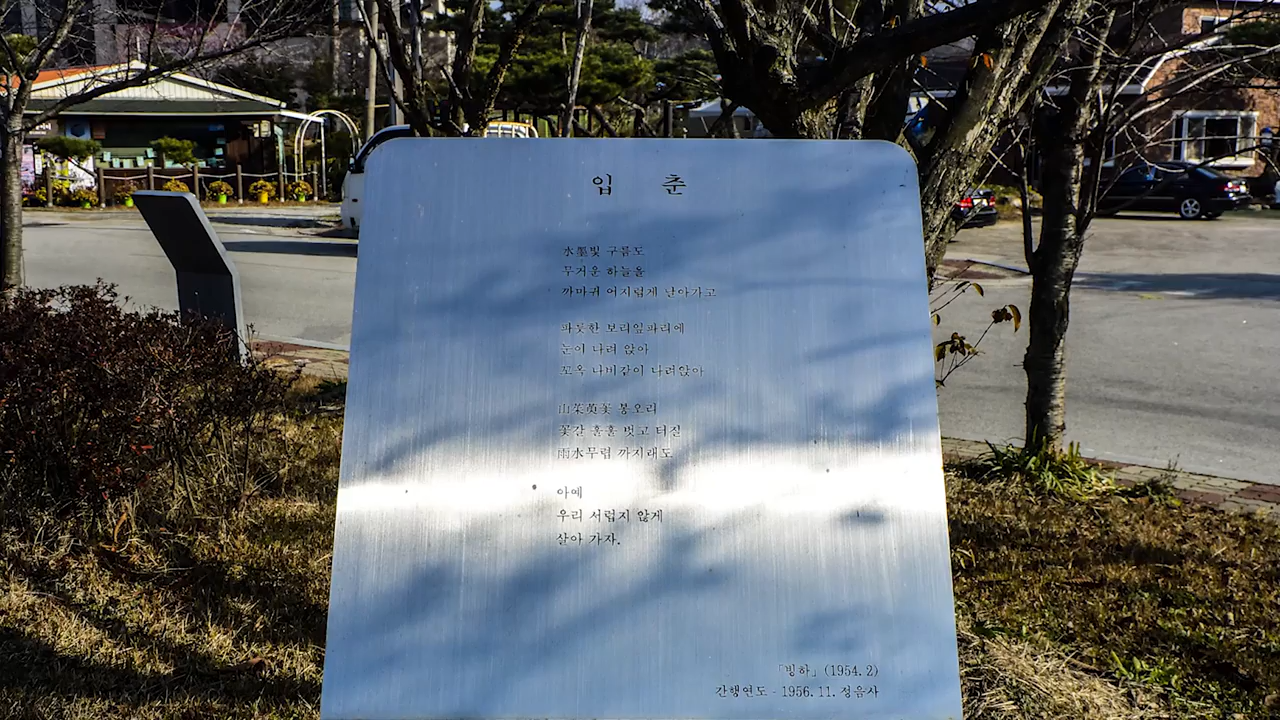 입 춘
水墨빛 구름도
무거운 하늘을
까마귀 어지럽게 날아가고
파릇한 보리잎파리에
눈이 나려 앉아
꼬옥 나비같이 나려앉아
山茱萸꽃 봉오리
꽃갈 훌훌 벗고 터질
雨水무렵 까지래도
아예
우리 서럽지 않게
살아 가자.
「빙하」 (1954. 2)
간행연도 - 1956. 11. 정음사